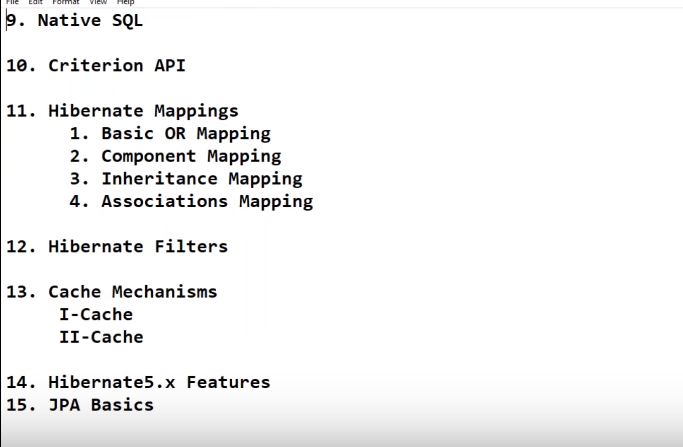 File Edit Format View Help
9. Native SQL
10. Criterion API
11. Hibernate Mappings
1. Basic OR Mapping
2. Component Mapping
3. Inheritance Mapping
4. Associations Mapping
12. Hibernate Filters
13. Cache Mechanisms
I-Cache
II-Cache
14. Hibernate5.x Features
15. JPA Basics